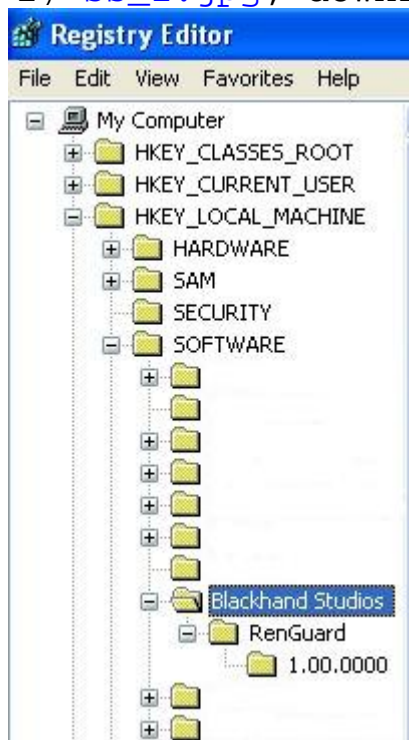 Registry Editor
File Edit View Favorites Help
My Computer
HKEY_CLASSES_ROOT
HKEY_CURRENT_USER
HKEY_LOCAL_MACHINE
HARDWARE
SAM
SECURITY
SOFTWARE
Blackhand Studios
RenGuard
1.00.0000